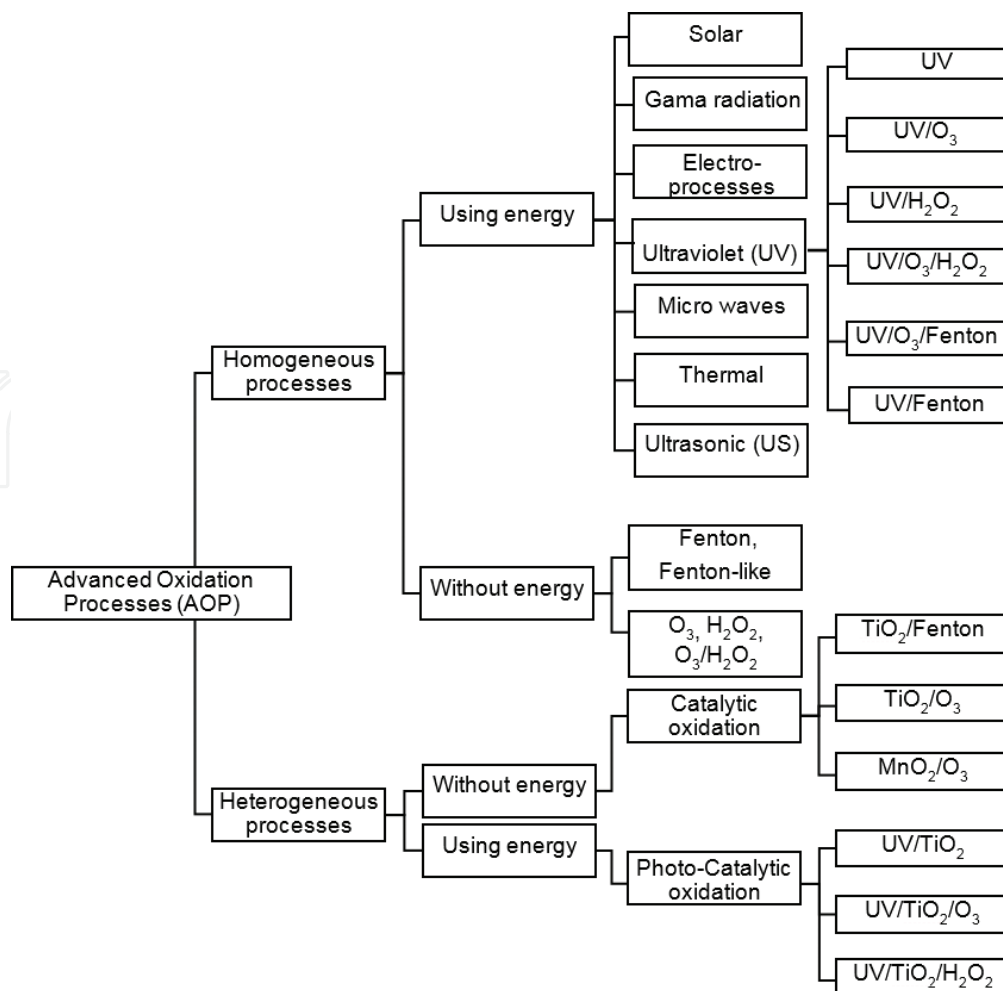 Solar
Gama radiation
Electro-
processes
Using energy
Ultraviolet (UV)
Micro waves
Thermal
Ultrasonic (US)
UV
UV/O₃
UV/H₂O₂
UV/O₃/H₂O₂
UV/O₃/Fenton
UV/Fenton
Homogeneous
processes
Advanced Oxidation
Processes (AOP)
Without energy
Fenton,
Fenton-like
O₃, H₂O₂,
O₃/H₂O₂
Heterogeneous
processes
Without energy
Catalytic
oxidation
TiO₂/Fenton
TiO₂/O₃
MnO₂/O₃
Using energy
Photo-Catalytic
oxidation
UV/TiO₂
UV/TiO₂/O₃
UV/TiO₂/H₂O₂